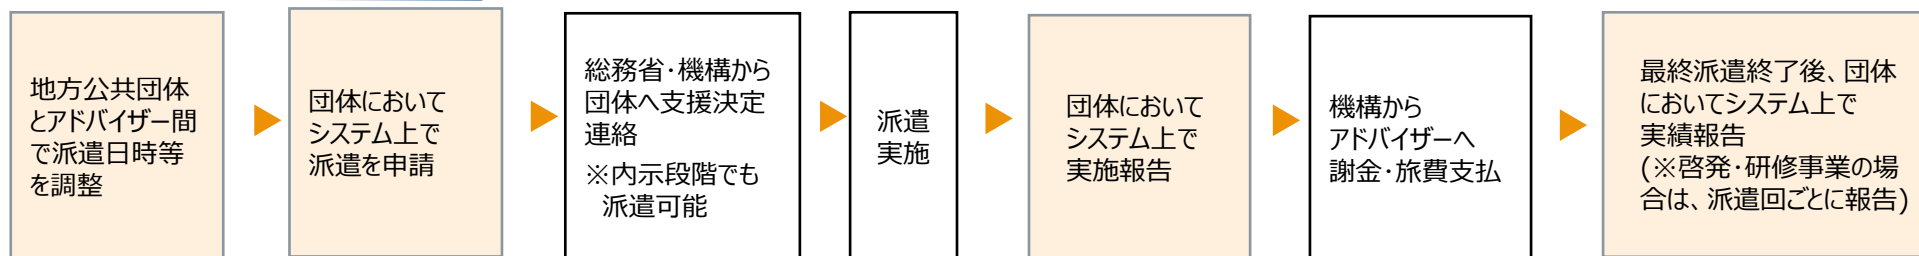 地方公共団体
とアドバイザー間
で派遣日時等
を調整
団体において
システム上で
派遣を申請
総務省・機構から
団体へ支援決定
連絡
※内示段階でも
派遣可能
派遣
実施
団体において
システム上で
実施報告
機構から
アドバイザーへ
謝金・旅費支払
最終派遣終了後、団体
においてシステム上で
実績報告
(※啓発・研修事業の場
合は、派遣回ごとに報告)